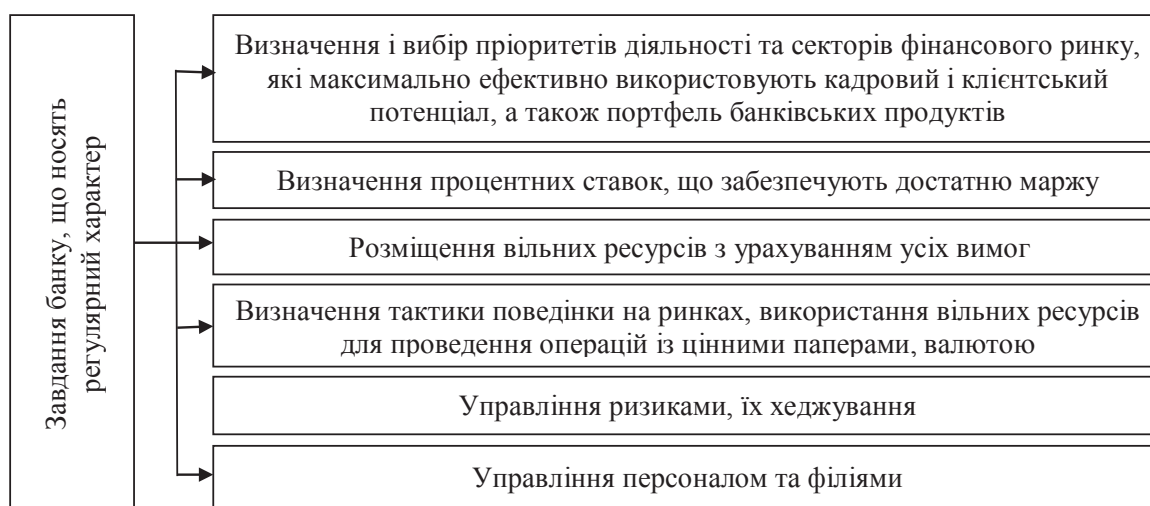 Завдання банку, що носять
регулярний характер
Визначення і вибір пріоритетів діяльності та секторів фінансового ринку,
які максимально ефективно використовують кадровий і клієнтський
потенціал, а також портфель банківських продуктів
Визначення процентних ставок, що забезпечують достатню маржу
Розміщення вільних ресурсів з урахуванням усіх вимог
Визначення тактики поведінки на ринках, використання вільних ресурсів
для проведення операцій із цінними паперами, валютою
Управління ризиками, їх хеджування
Управління персоналом та філіями